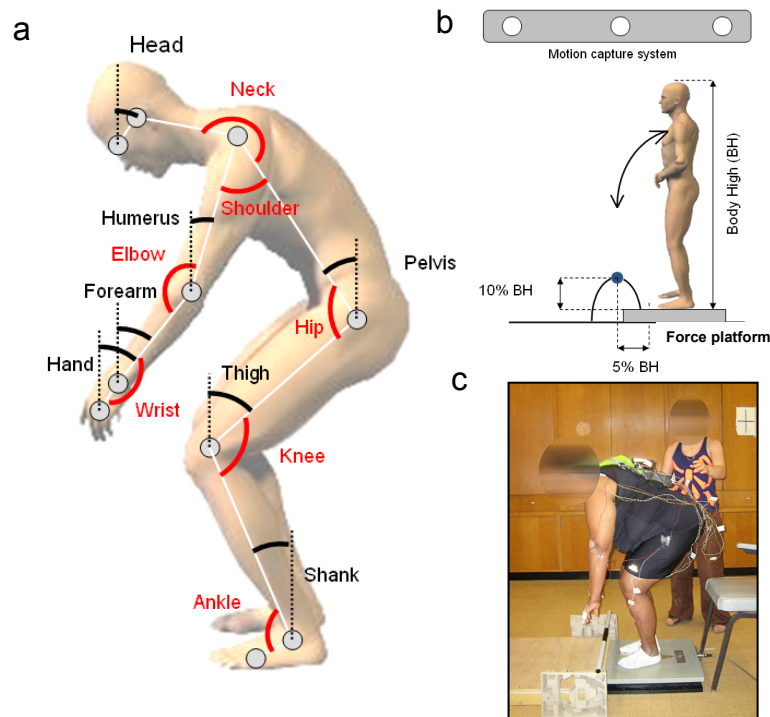 a
Head
Neck
Humerus
Shoulder
Elbow
Pelvis
Forearm
Hip
Hand
Thigh
Wrist
Knee
Shank
Ankle
b
Motion capture system
Body High (BH)
10% BH
Force platform
5% BH
c